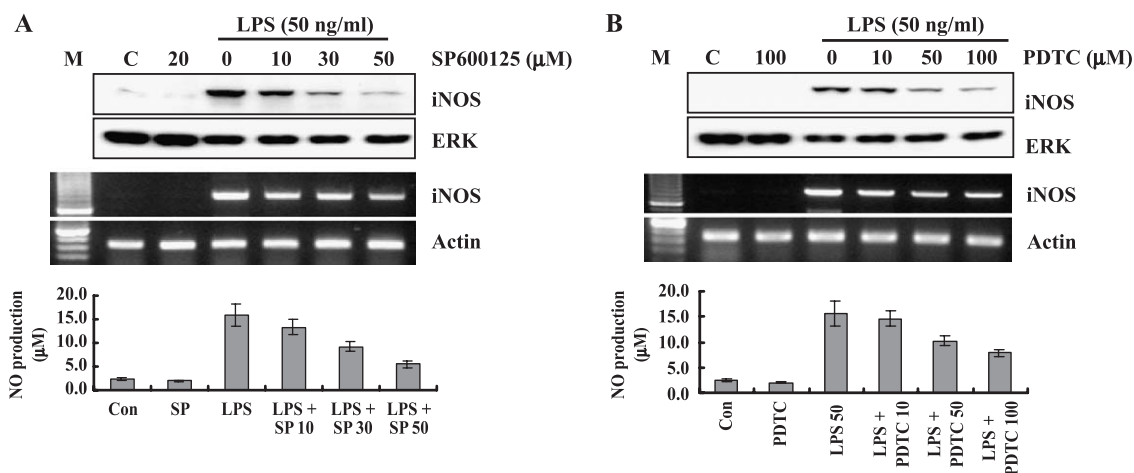 A
LPS (50 ng/ml)
M C 20 0 10 30 50 SP600125 (μM)
iNOS
ERK
iNOS
Actin
NO production
(μM)
20.0
15.0
10.0
5.0
0.0
Con SP LPS LPS + LPS + LPS +
SP 10 SP 30 SP 50
B
LPS (50 ng/ml)
M C 100 0 10 50 100 PDTC (μM)
iNOS
ERK
iNOS
Actin
NO production
(μM)
20.0
15.0
10.0
5.0
0.0
Con
PDTC
LPS 50
LPS +
PDTC 10
LPS +
PDTC 50
LPS +
PDTC 100